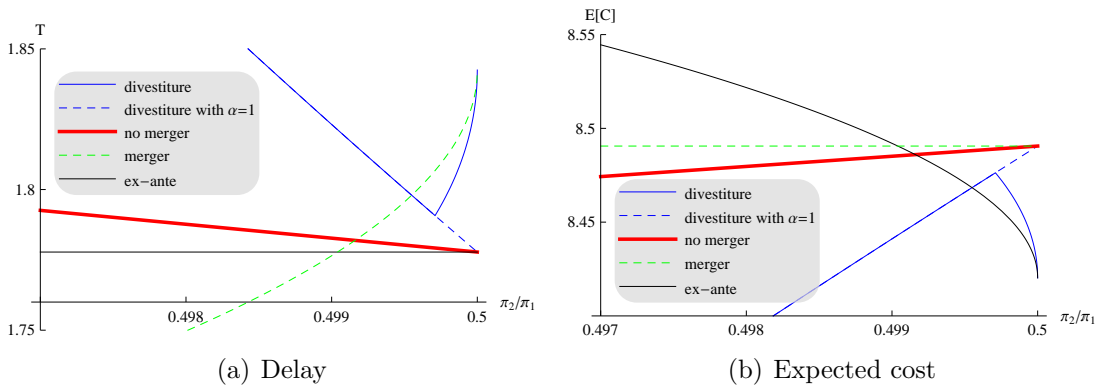 T
1.85
divestiture
divestiture with α=1
no merger
merger
ex−ante
1.8
1.75
0.498
0.499
0.5
π2/π1
(a) Delay
E[C]
8.55
8.5
8.45
divestiture
divestiture with α=1
no merger
merger
ex−ante
0.497
0.498
0.499
0.5
π2/π1
(b) Expected cost